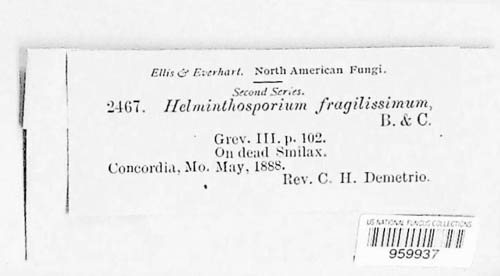 Ellis & Everhart. North American Fungi.
Second Series.
2467. Helminthosporium fragilissimum,
B. & C.
Grev. III. p. 102.
On dead Smilax.
Concordia, Mo. May, 1888.
Rev. C. H. Demetrio.
US NATIONAL FUNGUS COLLECTIONS
959937